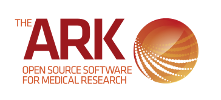 THE
ARK
OPEN SOURCE SOFTWARE
FOR MEDICAL RESEARCH